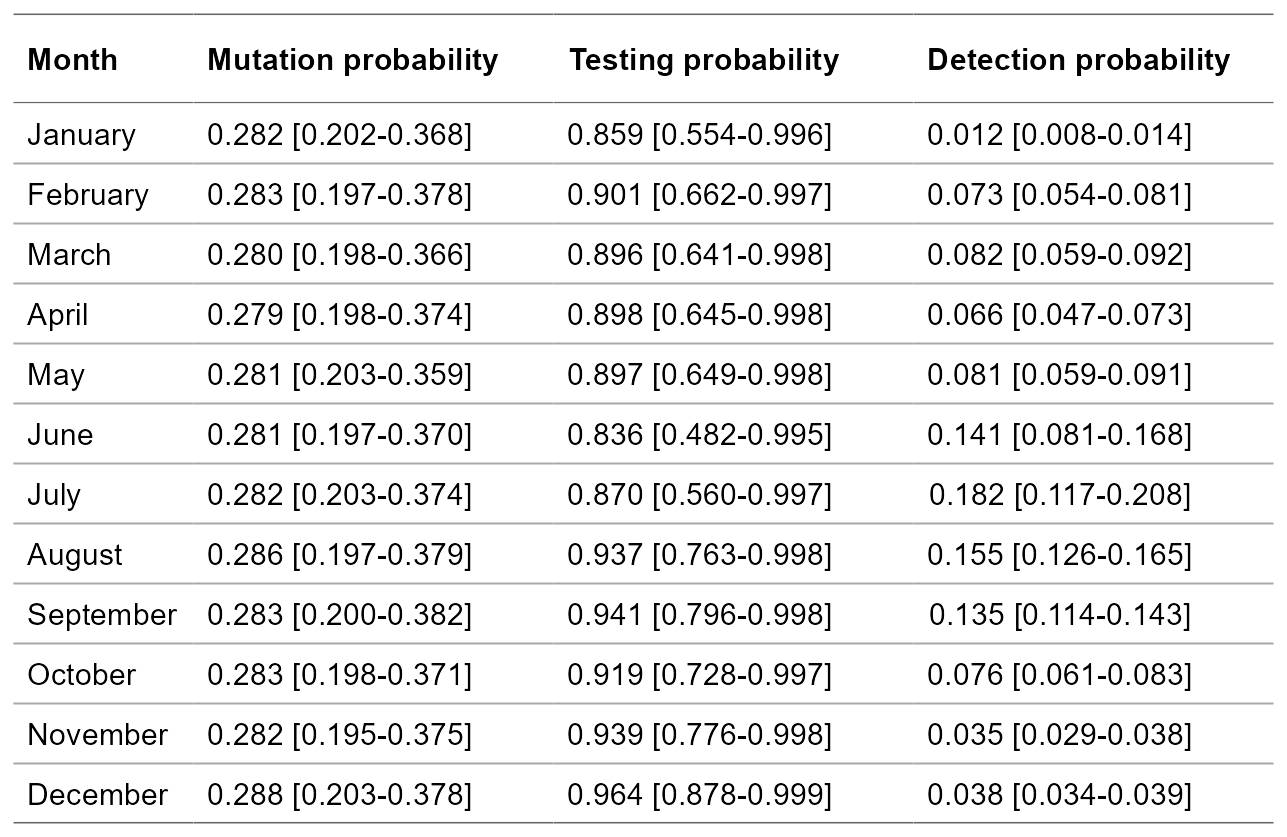 Month Mutation probability Testing probability Detection probability
January 0.282 [0.202-0.368] 0.859 [0.554-0.996] 0.012 [0.008-0.014]
February 0.283 [0.197-0.378] 0.901 [0.662-0.997] 0.073 [0.054-0.081]
March 0.280 [0.198-0.366] 0.896 [0.641-0.998] 0.082 [0.059-0.092]
April 0.279 [0.198-0.374] 0.898 [0.645-0.998] 0.066 [0.047-0.073]
May 0.281 [0.203-0.359] 0.897 [0.649-0.998] 0.081 [0.059-0.091]
June 0.281 [0.197-0.370] 0.836 [0.482-0.995] 0.141 [0.081-0.168]
July 0.282 [0.203-0.374] 0.870 [0.560-0.997] 0.182 [0.117-0.208]
August 0.286 [0.197-0.379] 0.937 [0.763-0.998] 0.155 [0.126-0.165]
September 0.283 [0.200-0.382] 0.941 [0.796-0.998] 0.135 [0.114-0.143]
October 0.283 [0.198-0.371] 0.919 [0.728-0.997] 0.076 [0.061-0.083]
November 0.282 [0.195-0.375] 0.939 [0.776-0.998] 0.035 [0.029-0.038]
December 0.288 [0.203-0.378] 0.964 [0.878-0.999] 0.038 [0.034-0.039]